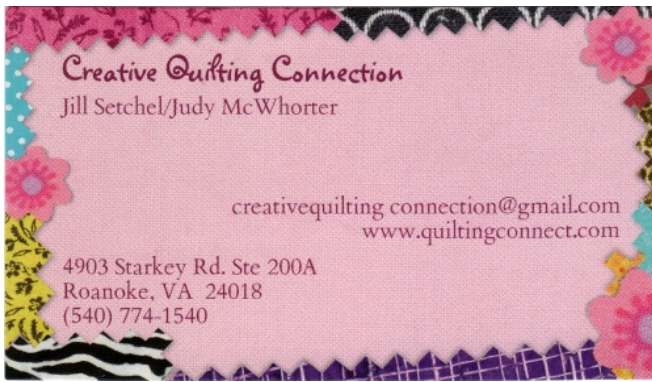 Creative Quilting Connection
Jill Setchel/Judy McWhorter
creativequilting connection@gmail.com
www.quiltingconnect.com
4903 Starkey Rd. Ste 200A
Roanoke, VA 24018
(540) 774-1540